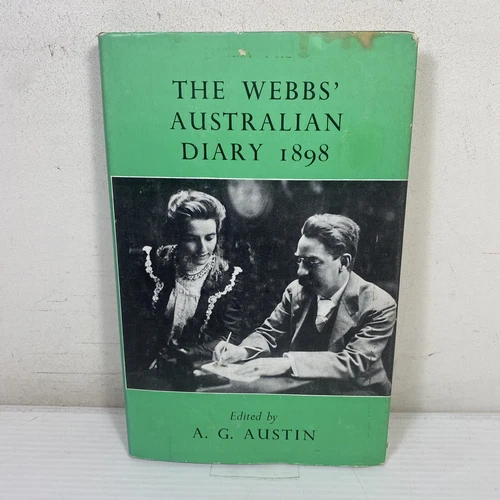 THE WEBBS'
AUSTRALIAN
DIARY 1898
Edited by
A. G. AUSTIN